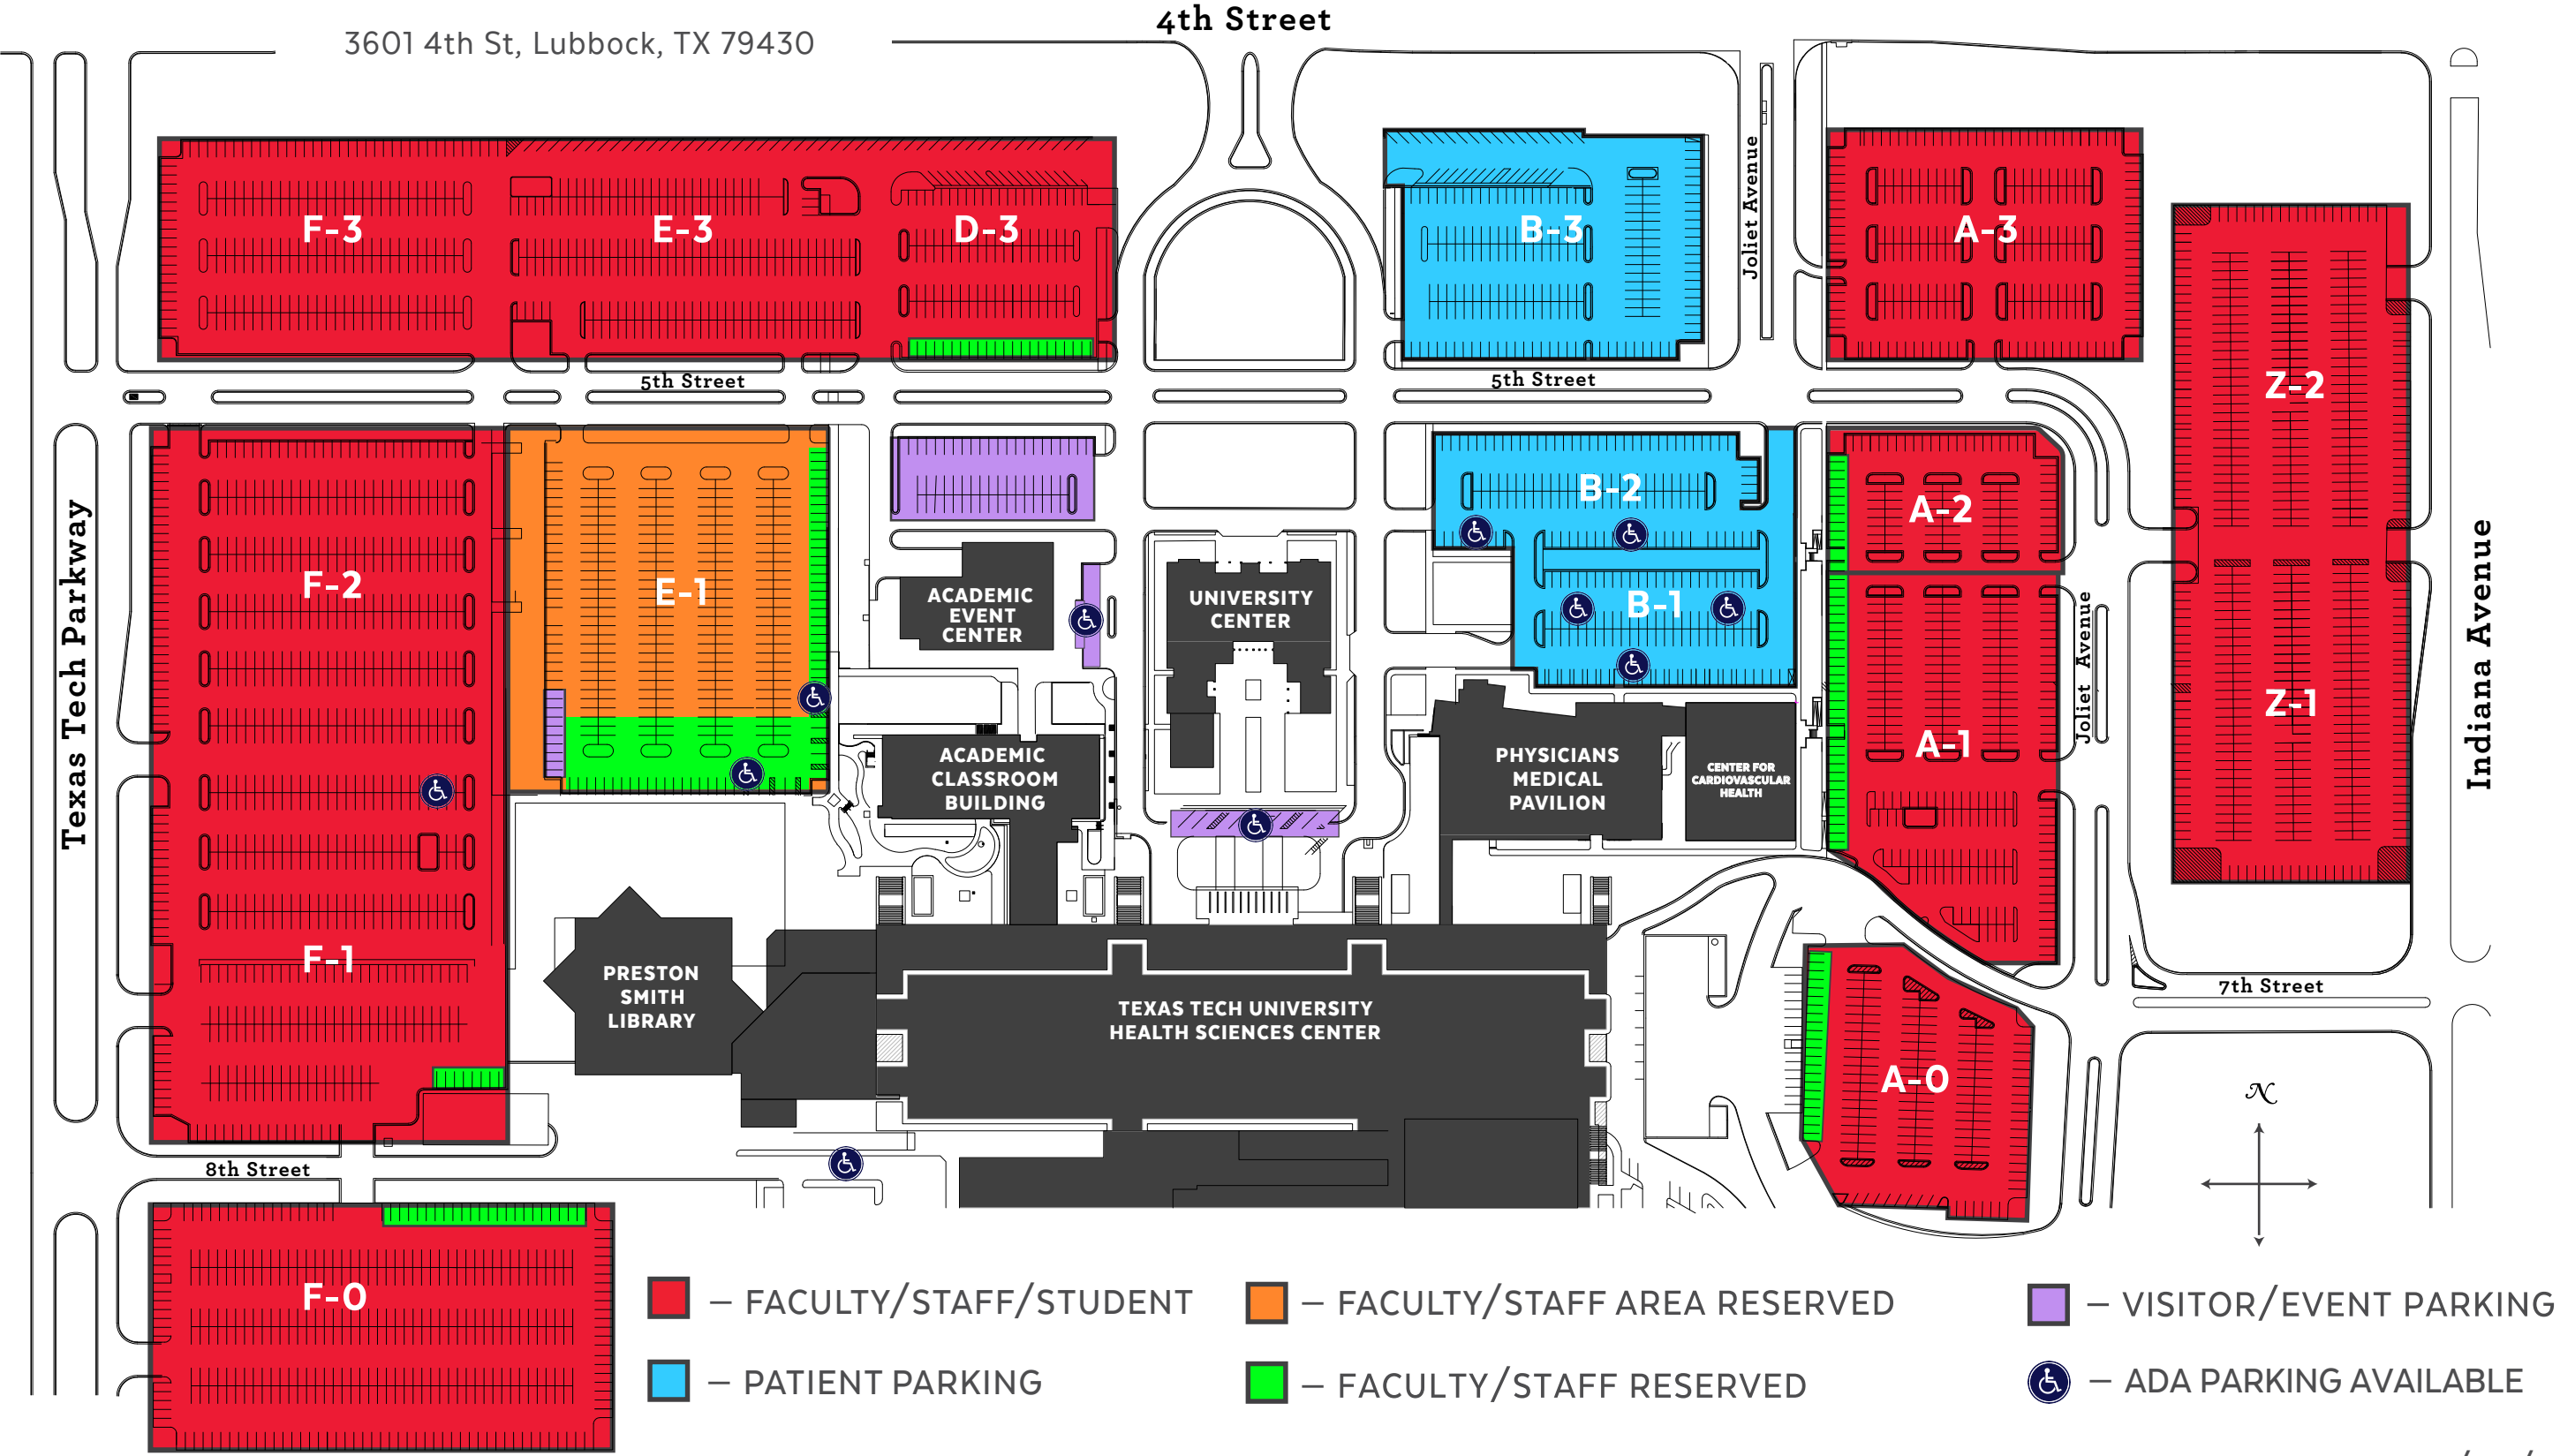 4th Street
3601 4th St, Lubbock, TX 79430
Joliet Avenue
F-3
E-3
D-3
B-3
A-3
5th Street
5th Street
Z-2
B-2
A-2
Texas Tech Parkway
F-2
E-1
ACADEMIC
EVENT
CENTER
UNIVERSITY
CENTER
B-1
Joliet Avenue
Indiana Avenue
Z-1
A-1
ACADEMIC
CLASSROOM
BUILDING
PHYSICIANS
MEDICAL
PAVILION
CENTER FOR
CARDIOVASCULAR
HEALTH
F-1
PRESTON
SMITH
LIBRARY
TEXAS TECH UNIVERSITY
HEALTH SCIENCES CENTER
7th Street
A-0
N
8th Street
F-0
– FACULTY/STAFF/STUDENT
– FACULTY/STAFF AREA RESERVED
– VISITOR/EVENT PARKING
– PATIENT PARKING
– FACULTY/STAFF RESERVED
– ADA PARKING AVAILABLE